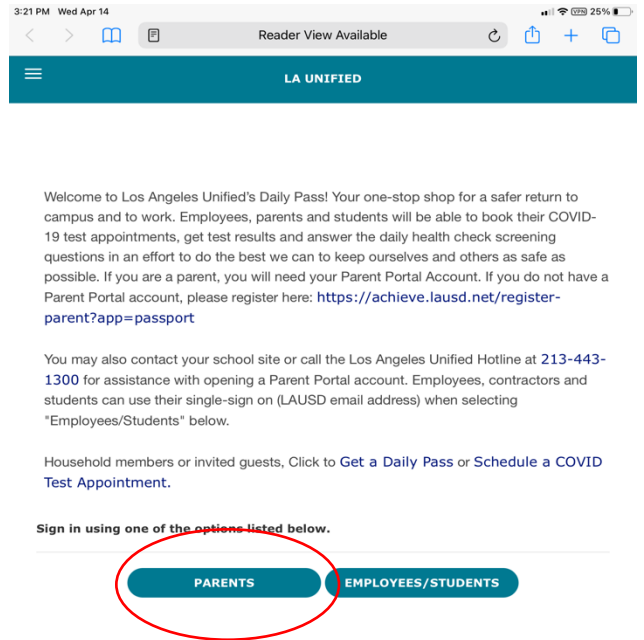 3:21 PM Wed Apr 14 VPN 25%
Reader View Available
LA UNIFIED
Welcome to Los Angeles Unified's Daily Pass! Your one-stop shop for a safer return to
campus and to work. Employees, parents and students will be able to book their COVID-
19 test appointments, get test results and answer the daily health check screening
questions in an effort to do the best we can to keep ourselves and others as safe as
possible. If you are a parent, you will need your Parent Portal Account. If you do not have a
Parent Portal account, please register here: https://achieve.lausd.net/register-
parent?app=passport
You may also contact your school site or call the Los Angeles Unified Hotline at 213-443-
1300 for assistance with opening a Parent Portal account. Employees, contractors and
students can use their single-sign on (LAUSD email address) when selecting
"Employees/Students" below.
Household members or invited guests, Click to Get a Daily Pass or Schedule a COVID
Test Appointment.
Sign in using one of the options listed below.
PARENTS EMPLOYEES/STUDENTS